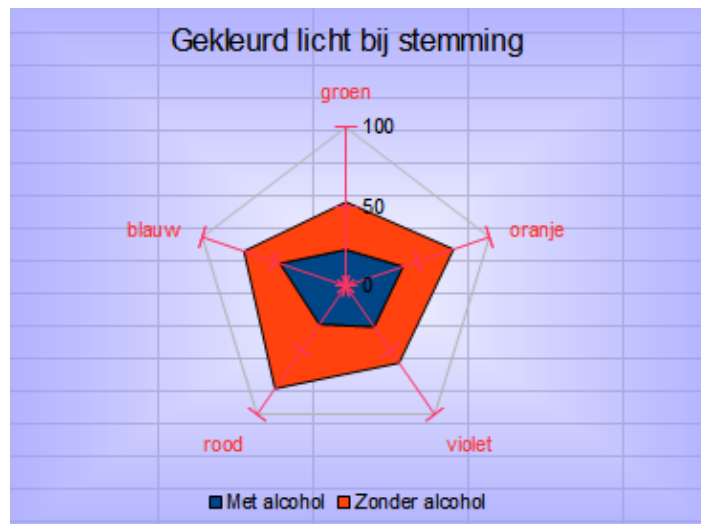 Gekleurd licht bij stemming
groen
100
50
blauw
oranje
0
rood
violet
Met alcohol
Zonder alcohol